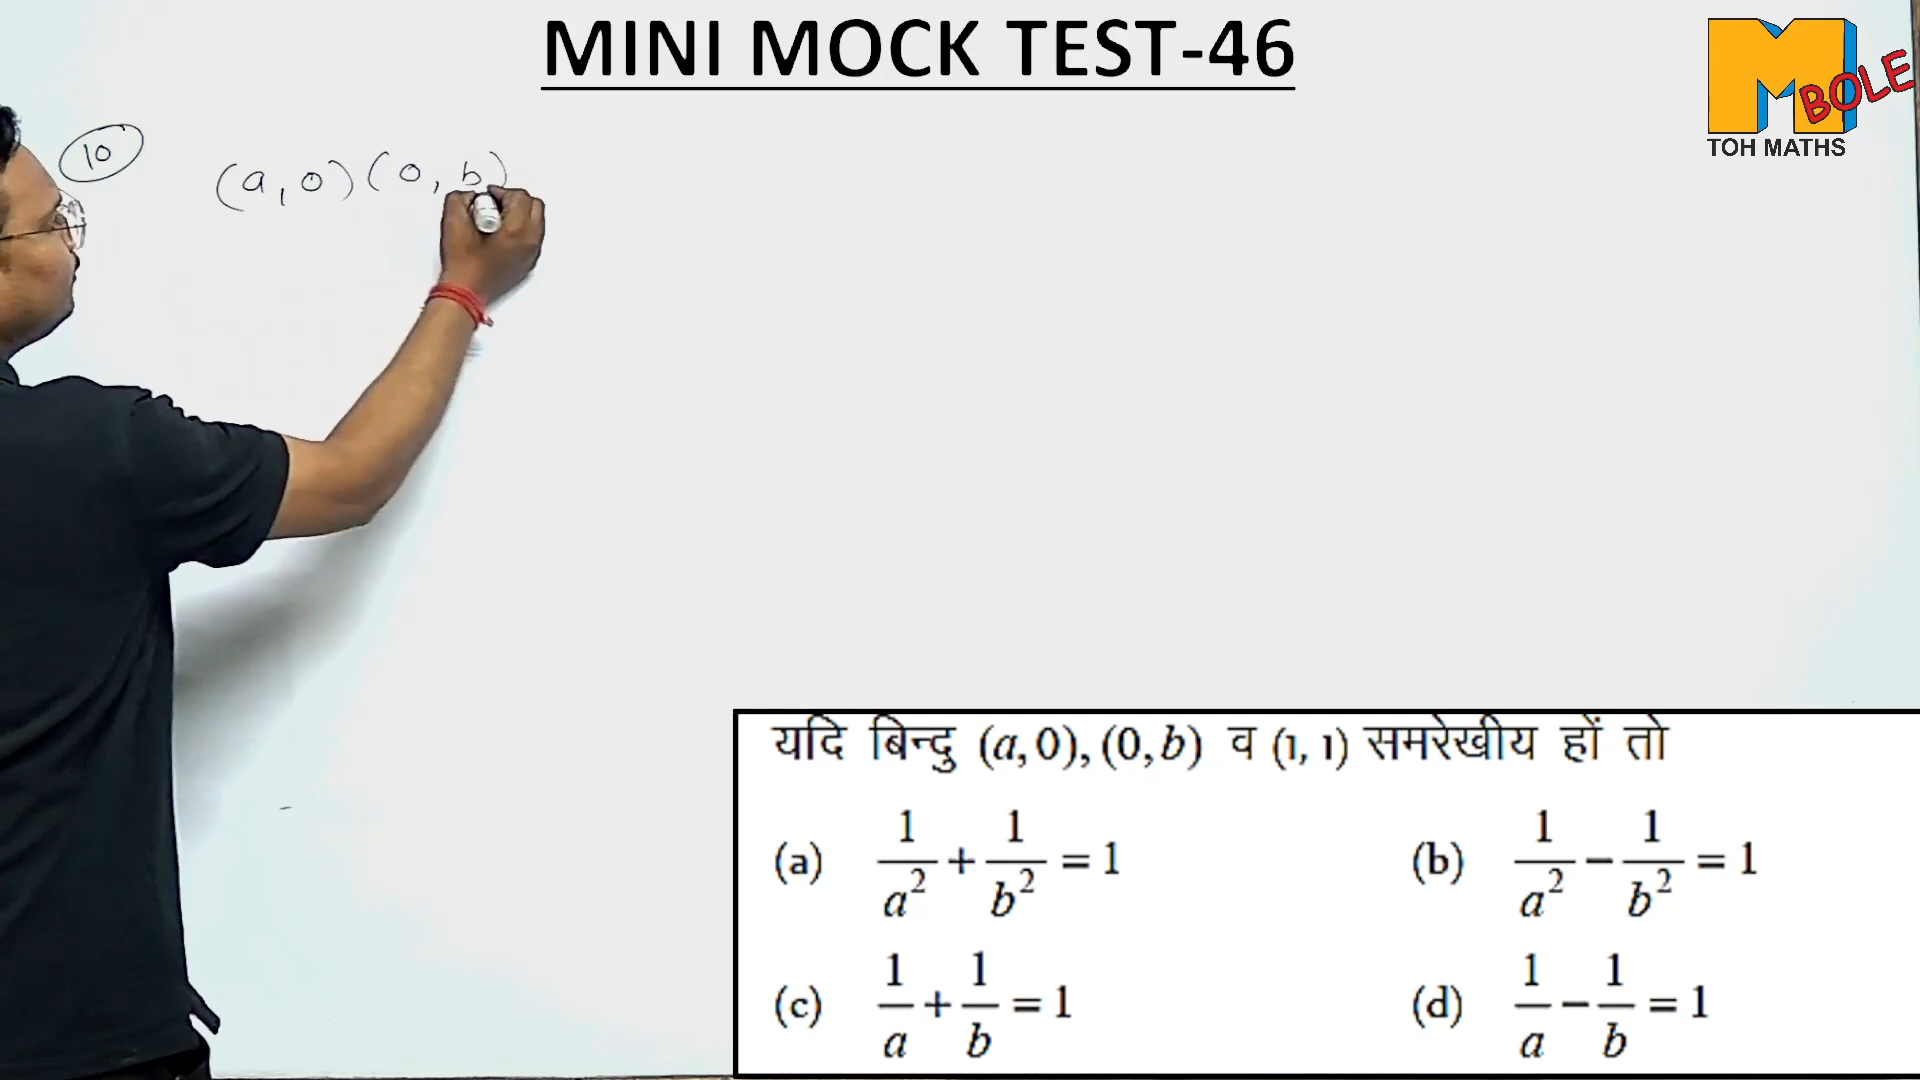 MINI MOCK TEST-46
M BOLE
TOH MATHS
10
(a, 0) (0, b)
यदि बिन्दु (a, 0), (0, b) व (1, 1) समरेखीय हों तो
(a) 1/a² + 1/b² = 1
(b) 1/a² − 1/b² = 1
(c) 1/a + 1/b = 1
(d) 1/a − 1/b = 1